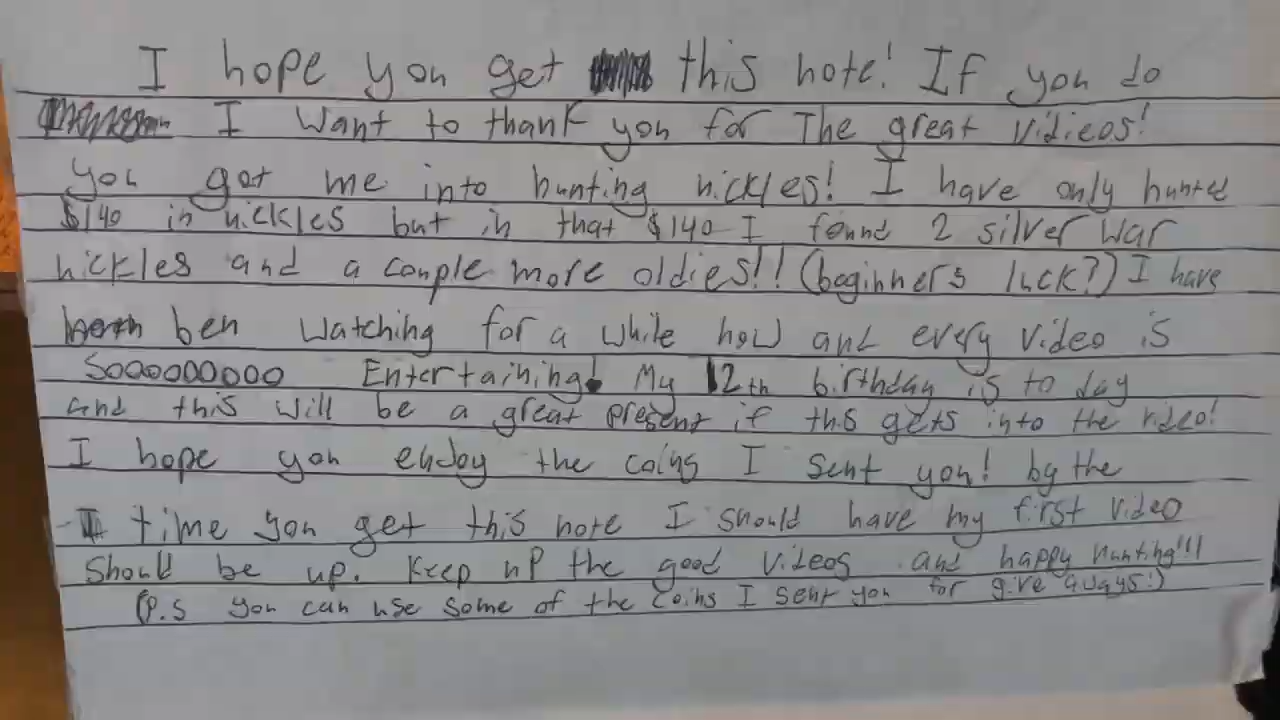 I hope you get this note! If you do
I want to thank you for The great vidieos!
you got me into hunting nickles! I have only hunted
$140 in nickles but in that $140 I found 2 silver war
nickles and a couple more oldies!! (beginners luck?) I have
ben watching for a while now and every video is
Sooooooooo Entertaining! My 12th birthday is to day
and this will be a great present if this gets into the video!
I hope you enjoy the coins I sent you! by the
time you get this note I should have my first video
Should be up. Keep up the good videos and happy hunting!!!
(P.S you can use some of the coins I sent you for give aways!)